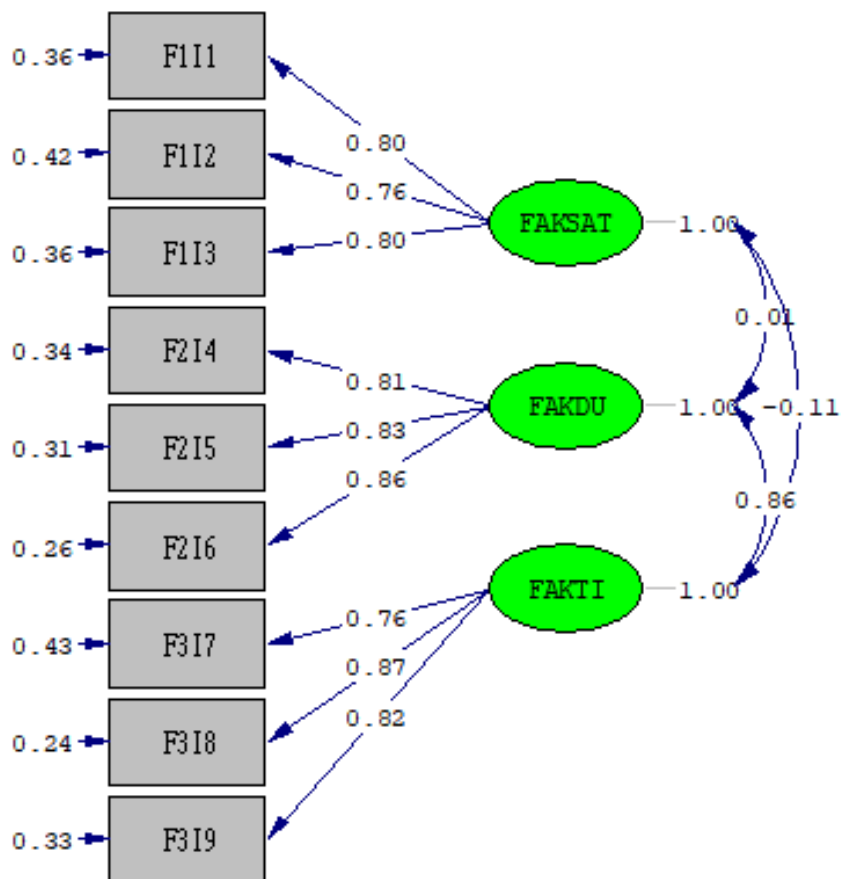 0.36 F1I1
0.80
0.42 F1I2
0.76
FAKSAT 1.00
0.36 F1I3
0.80
0.01
0.34 F2I4
0.81
FAKDU 1.00 -0.11
0.31 F2I5
0.83
0.86
0.86
0.26 F2I6
FAKTI 1.00
0.43 F3I7
0.76
0.87
0.82
0.24 F3I8
0.33 F3I9